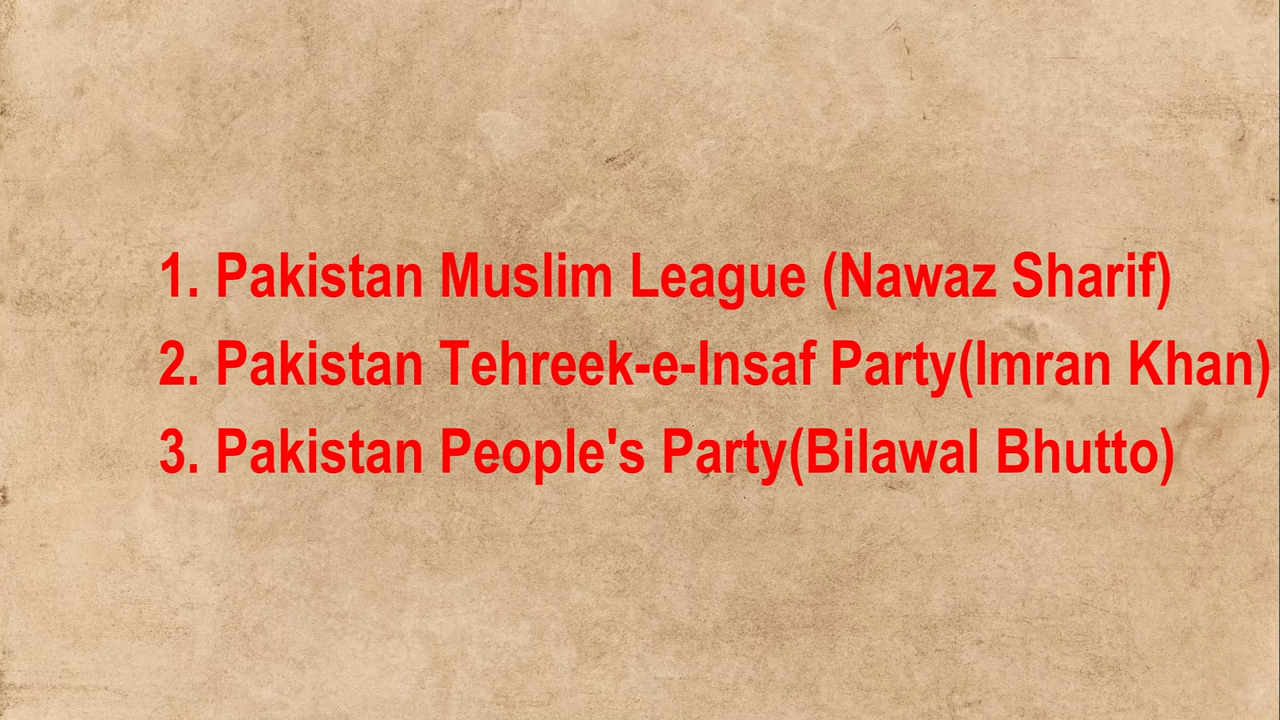 1. Pakistan Muslim League (Nawaz Sharif)
2. Pakistan Tehreek-e-Insaf Party(Imran Khan)
3. Pakistan People's Party(Bilawal Bhutto)